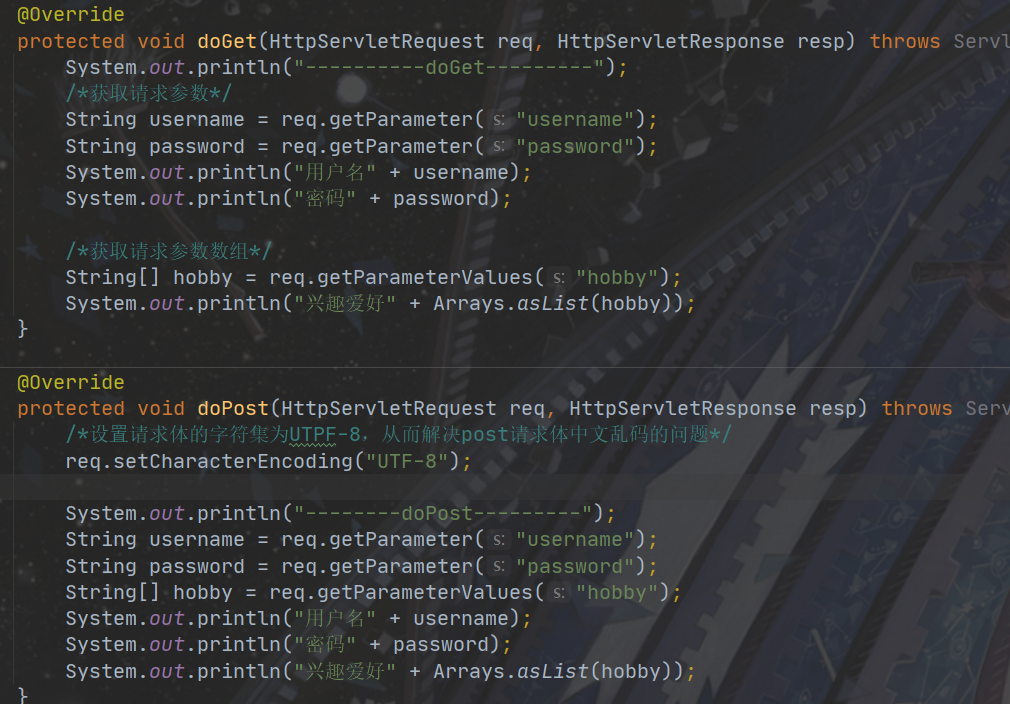 @Override
protected void doGet(HttpServletRequest req, HttpServletResponse resp) throws Servl
System.out.println("----------doGet---------");
/*获取请求参数*/
String username = req.getParameter( s: "username");
String password = req.getParameter( s: "password");
System.out.println("用户名" + username);
System.out.println("密码" + password);
/*获取请求参数数组*/
String[] hobby = req.getParameterValues( s: "hobby");
System.out.println("兴趣爱好" + Arrays.asList(hobby));
}
@Override
protected void doPost(HttpServletRequest req, HttpServletResponse resp) throws Serv
/*设置请求体的字符集为UTPF-8，从而解决post请求体中文乱码的问题*/
req.setCharacterEncoding("UTF-8");
System.out.println("--------doPost---------");
String username = req.getParameter( s: "username");
String password = req.getParameter( s: "password");
String[] hobby = req.getParameterValues( s: "hobby");
System.out.println("用户名" + username);
System.out.println("密码" + password);
System.out.println("兴趣爱好" + Arrays.asList(hobby));
}